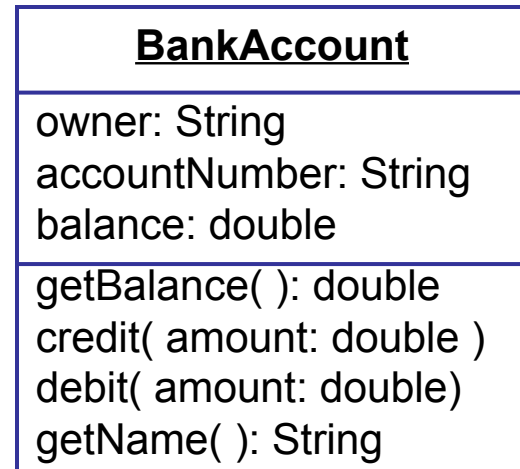 BankAccount
owner: String
accountNumber: String
balance: double
getBalance( ): double
credit( amount: double )
debit( amount: double)
getName( ): String